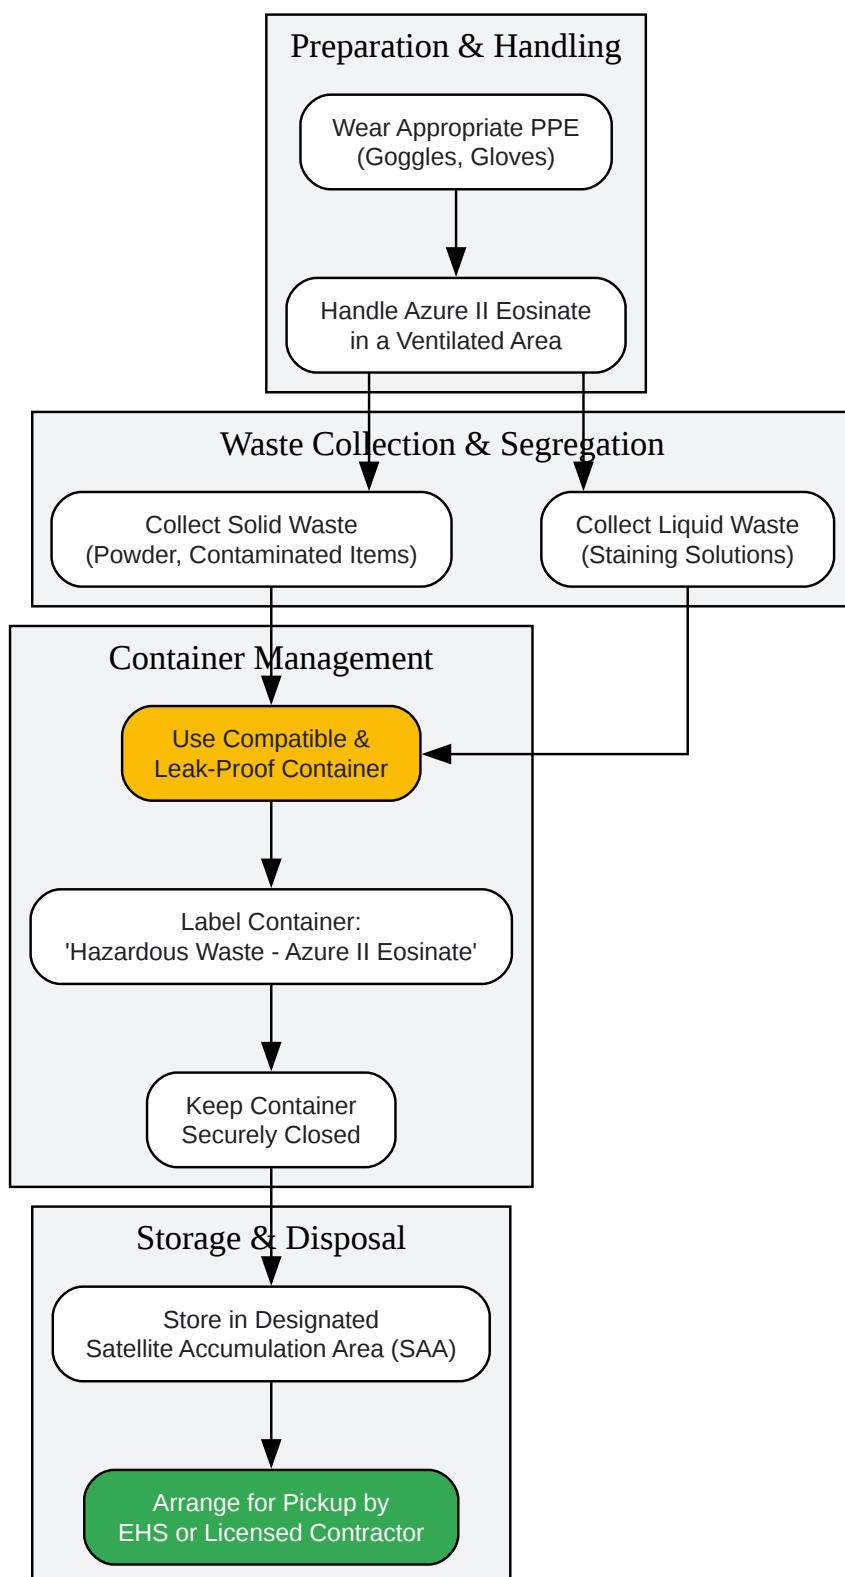 Preparation & Handling
Wear Appropriate PPE
(Goggles, Gloves)
Handle Azure II Eosinate
in a Ventilated Area
Waste Collection & Segregation
Collect Solid Waste
(Powder, Contaminated Items)
Collect Liquid Waste
(Staining Solutions)
Container Management
Use Compatible &
Leak-Proof Container
Label Container:
'Hazardous Waste - Azure II Eosinate'
Keep Container
Securely Closed
Storage & Disposal
Store in Designated
Satellite Accumulation Area (SAA)
Arrange for Pickup by
EHS or Licensed Contractor